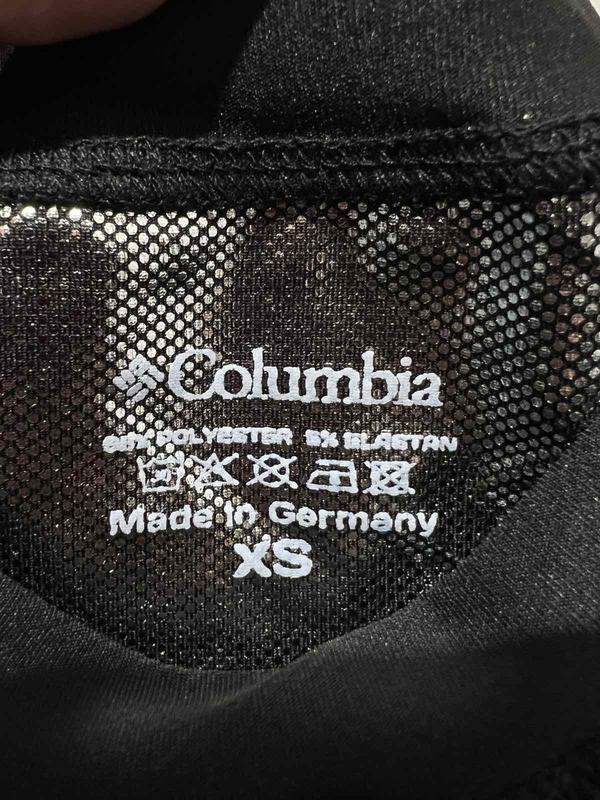 Columbia
95% POLYESTER 5% ELASTAN
Made in Germany
XS